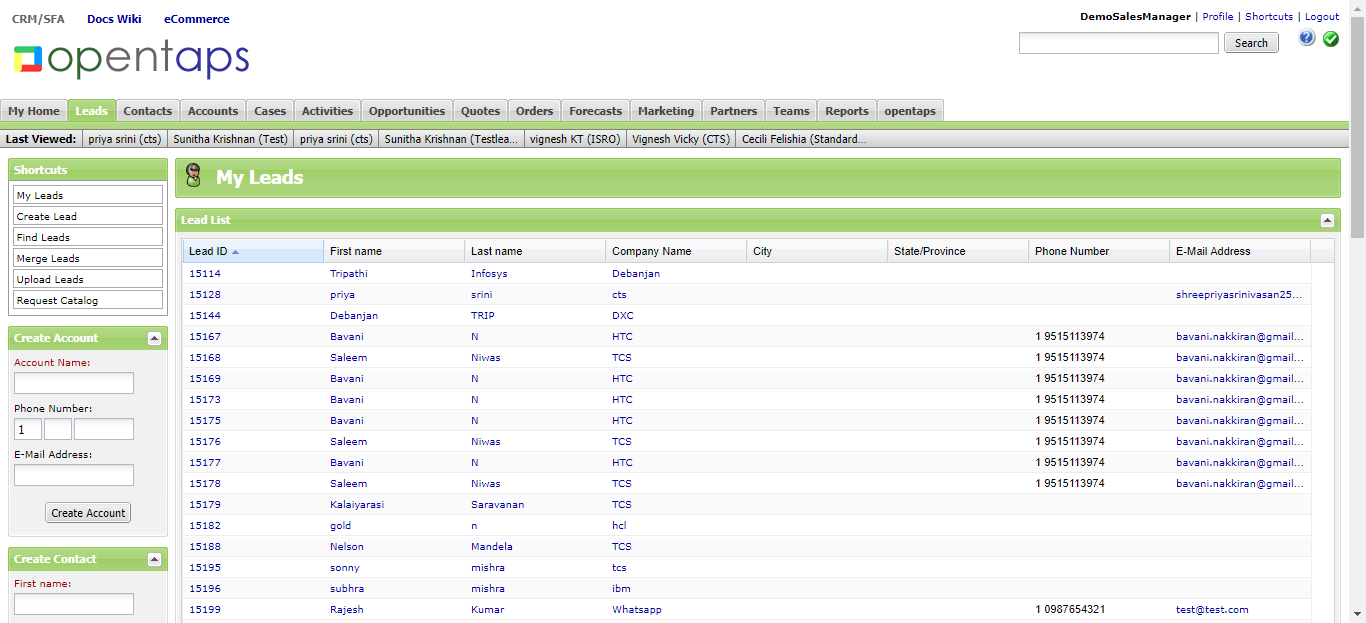 CRM/SFA Docs Wiki eCommerce
DemoSalesManager | Profile | Shortcuts | Logout
opentaps
Search
My Home Leads Contacts Accounts Cases Activities Opportunities Quotes Orders Forecasts Marketing Partners Teams Reports opentaps
Last Viewed: priya srini (cts) Sunitha Krishnan (Test) priya srini (cts) Sunitha Krishnan (Testlea... vignesh KT (ISRO) Vignesh Vicky (CTS) Cecili Felishia (Standard...
Shortcuts
My Leads
Create Lead
Find Leads
Merge Leads
Upload Leads
Request Catalog
Create Account
Account Name:
Phone Number:
1
E-Mail Address:
Create Account
Create Contact
First name:
My Leads
Lead List
Lead ID First name Last name Company Name City State/Province Phone Number E-Mail Address
15114 Tripathi Infosys Debanjan
15128 priya srini cts shreepriyasrinivasan25...
15144 Debanjan TRIP DXC
15167 Bavani N HTC 1 9515113974 bavani.nakkiran@gmail...
15168 Saleem Niwas TCS 1 9515113974 bavani.nakkiran@gmail...
15169 Bavani N HTC 1 9515113974 bavani.nakkiran@gmail...
15173 Bavani N HTC 1 9515113974 bavani.nakkiran@gmail...
15175 Bavani N HTC 1 9515113974 bavani.nakkiran@gmail...
15176 Saleem Niwas TCS 1 9515113974 bavani.nakkiran@gmail...
15177 Bavani N HTC 1 9515113974 bavani.nakkiran@gmail...
15178 Saleem Niwas TCS 1 9515113974 bavani.nakkiran@gmail...
15179 Kalaiyarasi Saravanan TCS
15182 gold n hcl
15188 Nelson Mandela TCS
15195 sonny mishra tcs
15196 subhra mishra ibm
15199 Rajesh Kumar Whatsapp 1 0987654321 test@test.com